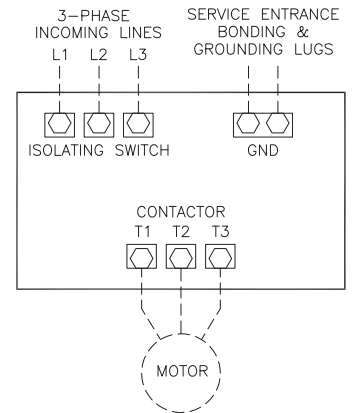 3-PHASE
INCOMING LINES
L1 L2 L3
SERVICE ENTRANCE
BONDING &
GROUNDING LUGS
ISOLATING SWITCH
GND
CONTACTOR
T1 T2 T3
MOTOR